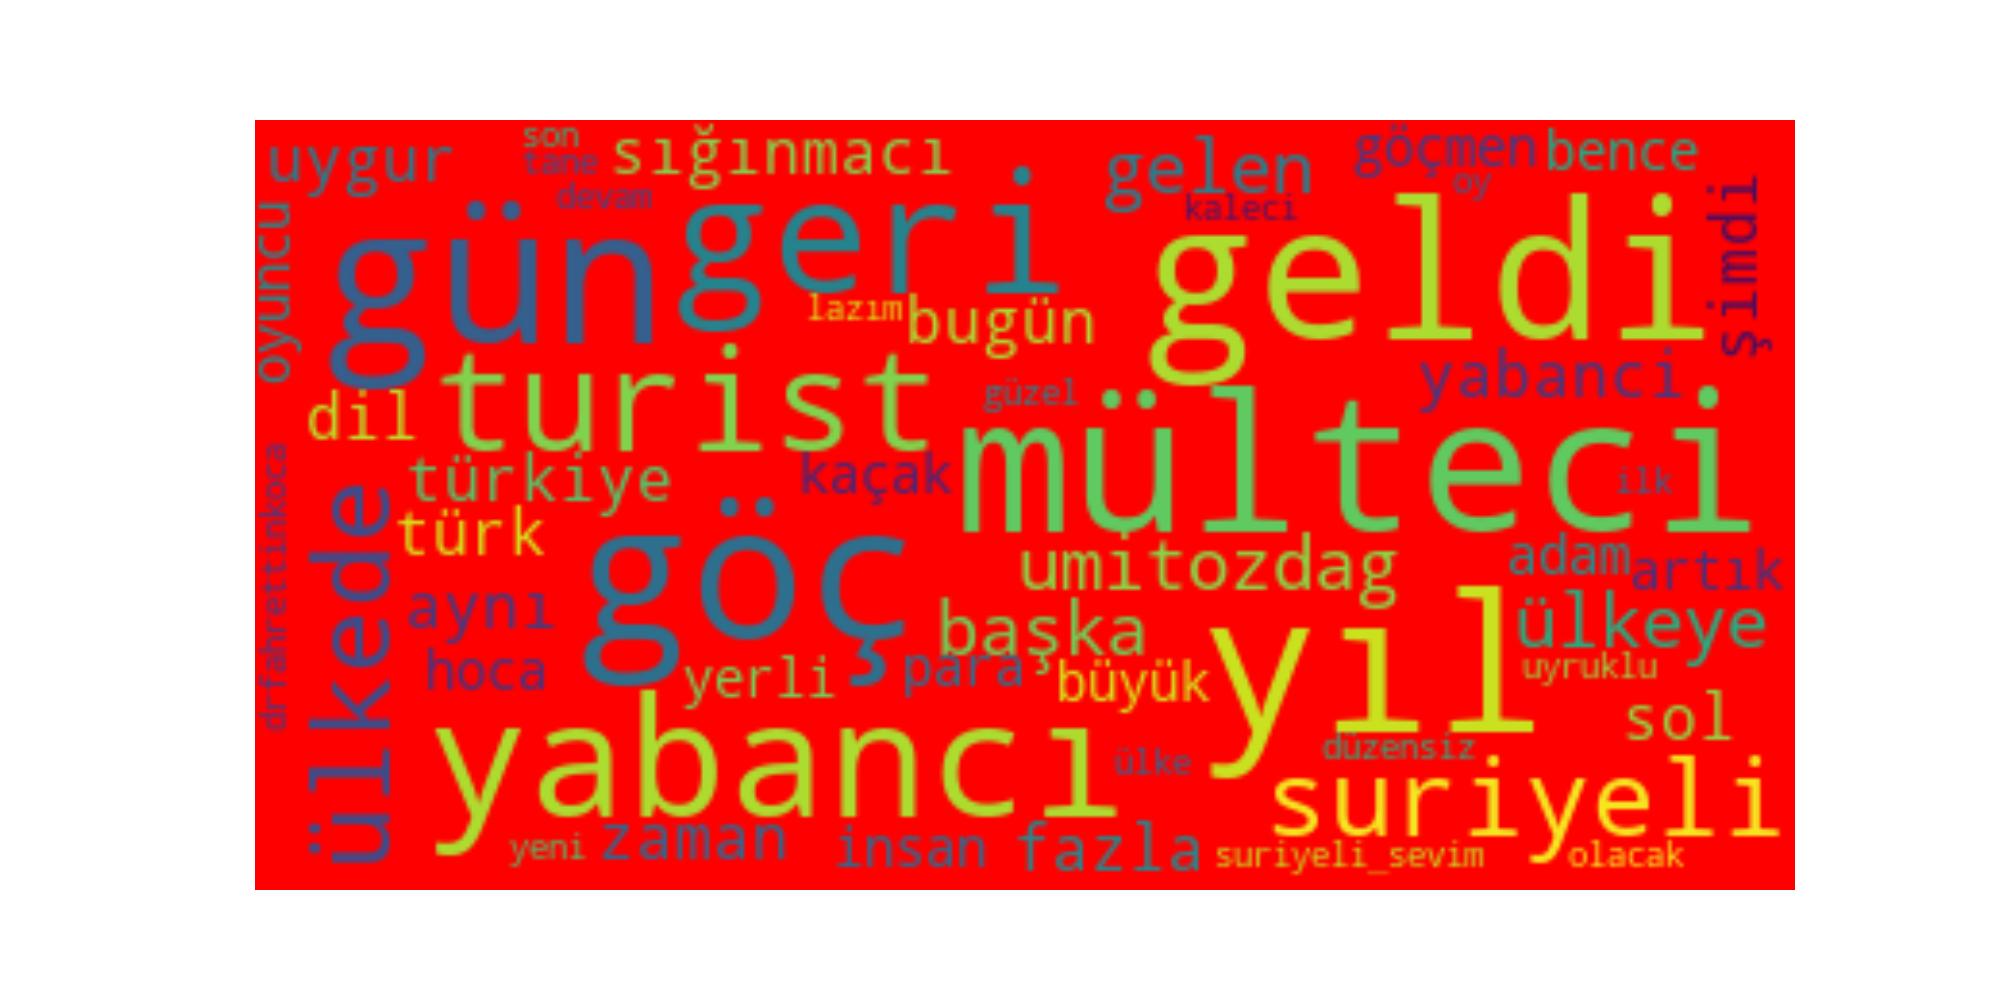 uygur
son
tane
sığınmacı
devam
gelen
göçmen
bence
oy
kaleci
oyuncu
gün
geri
geldi
şimdi
lazım
bugün
yabanci
dil
turist
güzel
mülteci
türkiye
kaçak
ilk
drfahrettinkoca
ülkede
türk
göç
umitozdag
adam
artık
aynı
başka
yıl
ülkeye
hoca
yerli
para
büyük
uyruklu
sol
yabancı
ülke
düzensiz
suriyeli
yeni
zaman
insan
fazla
suriyeli_sevim
olacak